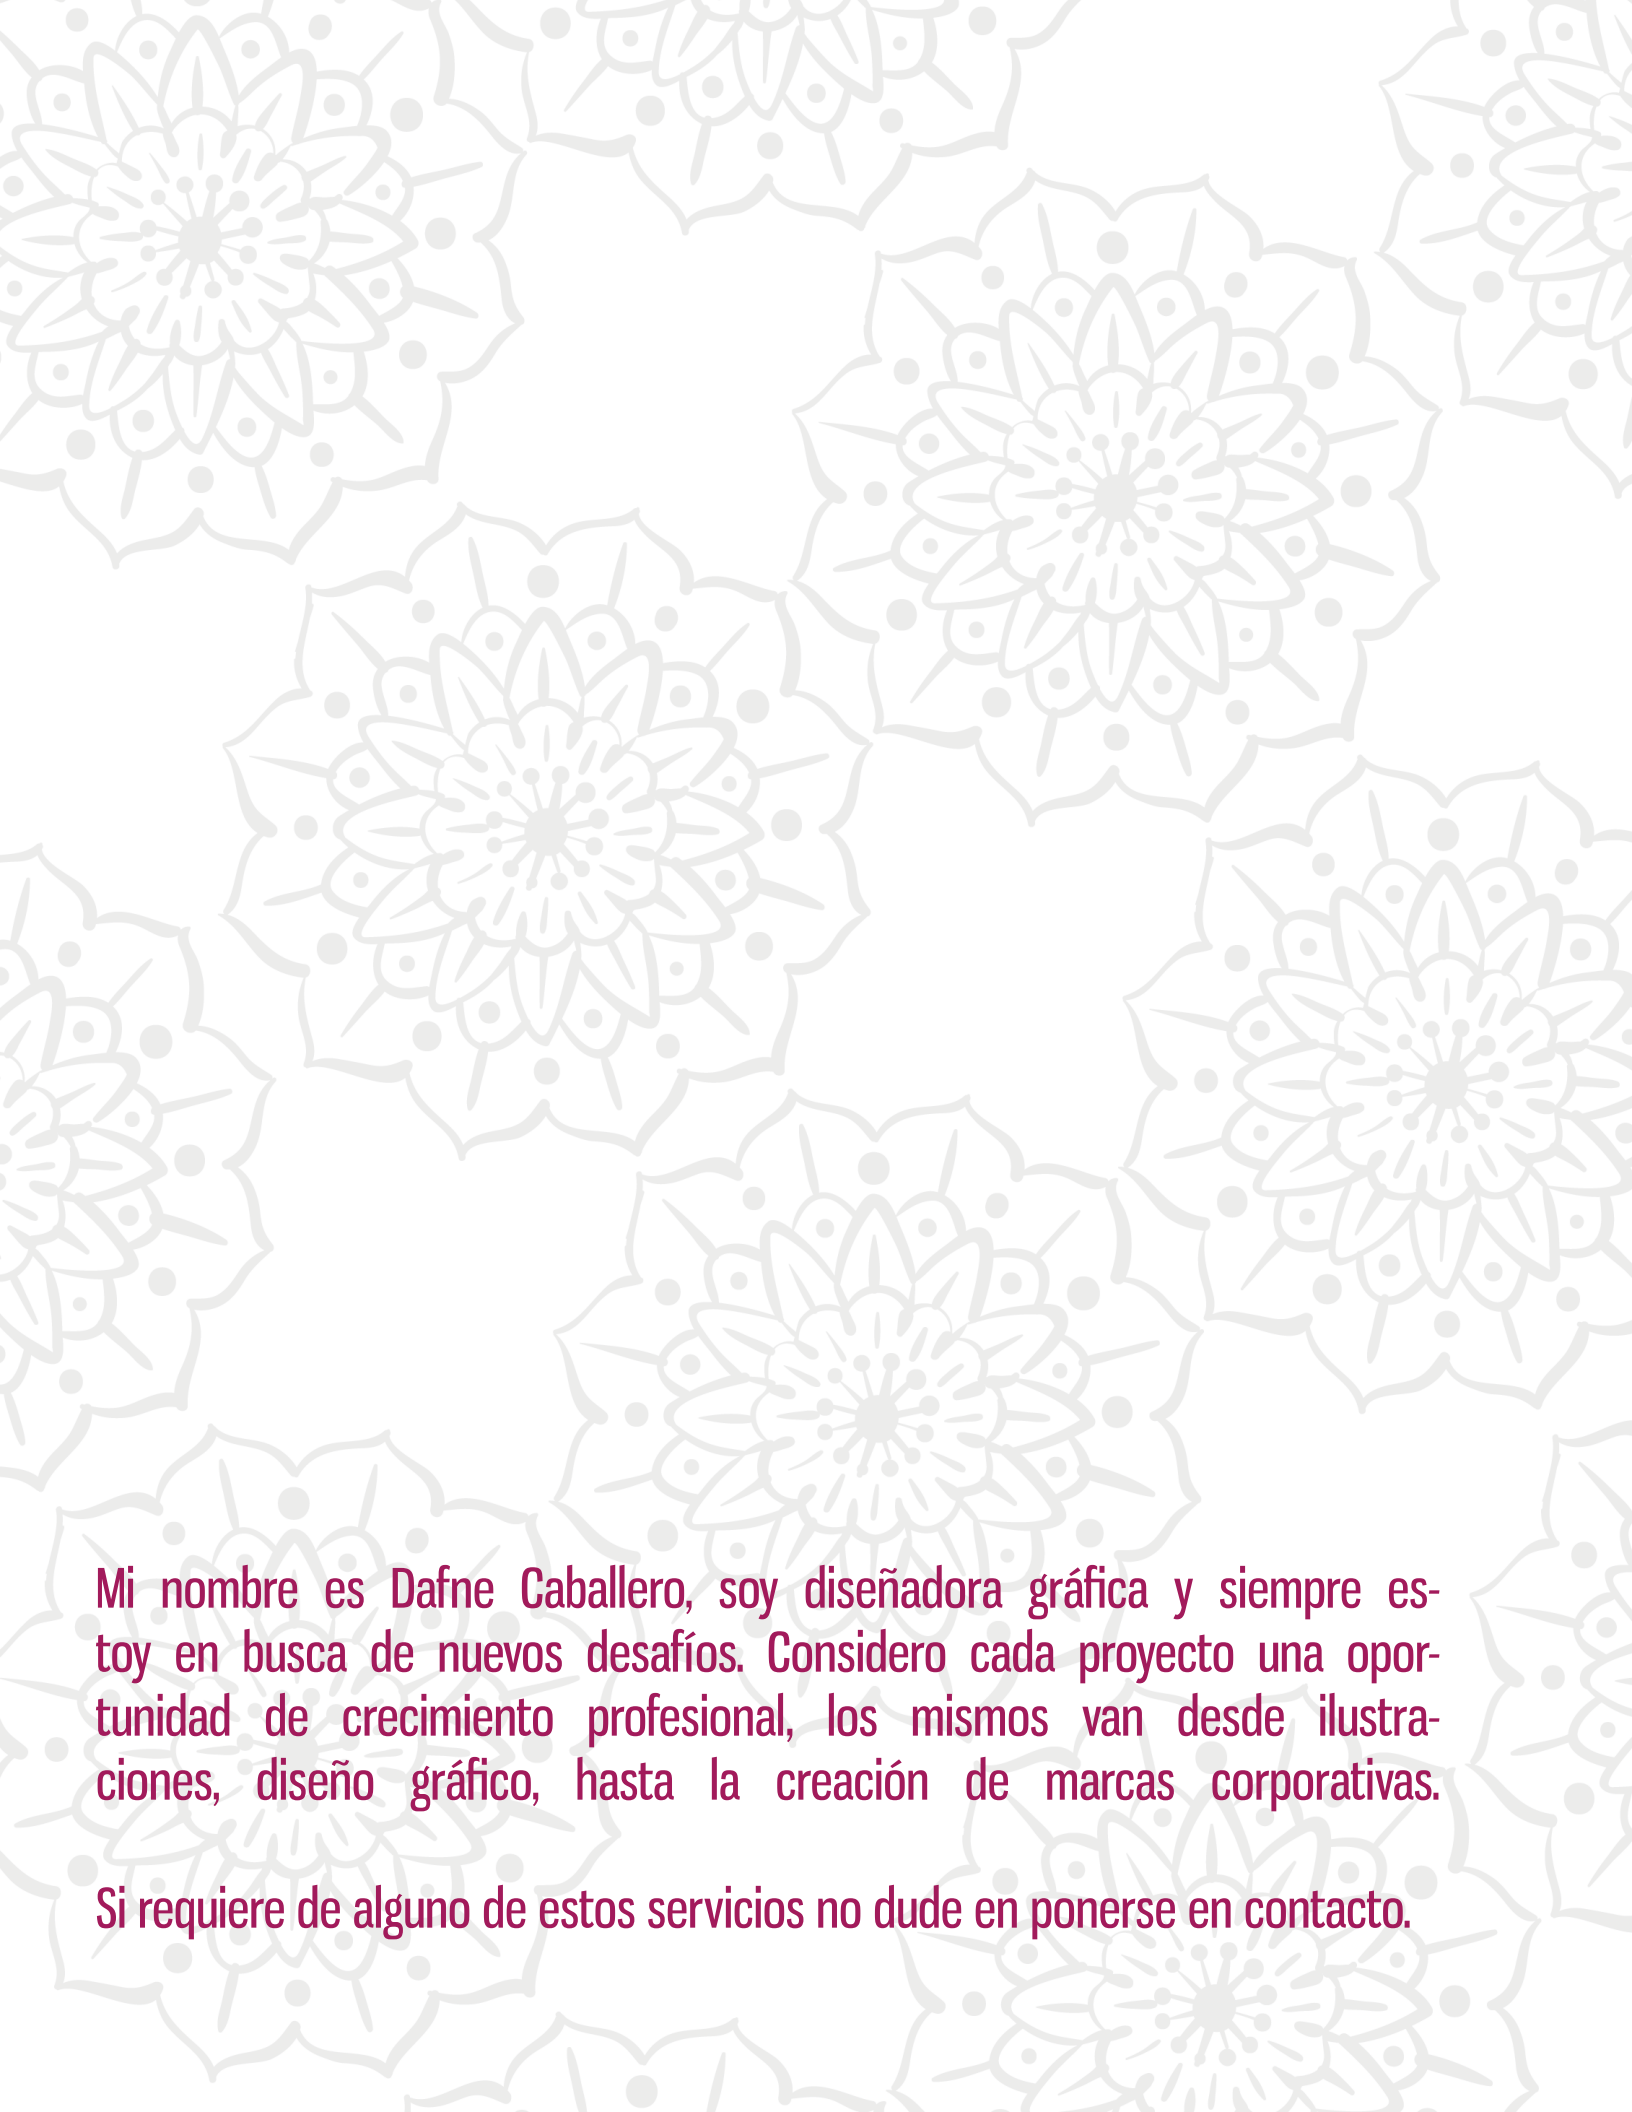 Mi nombre es Dafne Caballero, soy diseñadora gráfica y siempre es-
toy en busca de nuevos desafíos. Considero cada proyecto una opor-
tunidad de crecimiento profesional, los mismos van desde ilustra-
ciones, diseño gráfico, hasta la creación de marcas corporativas.
Si requiere de alguno de estos servicios no dude en ponerse en contacto.